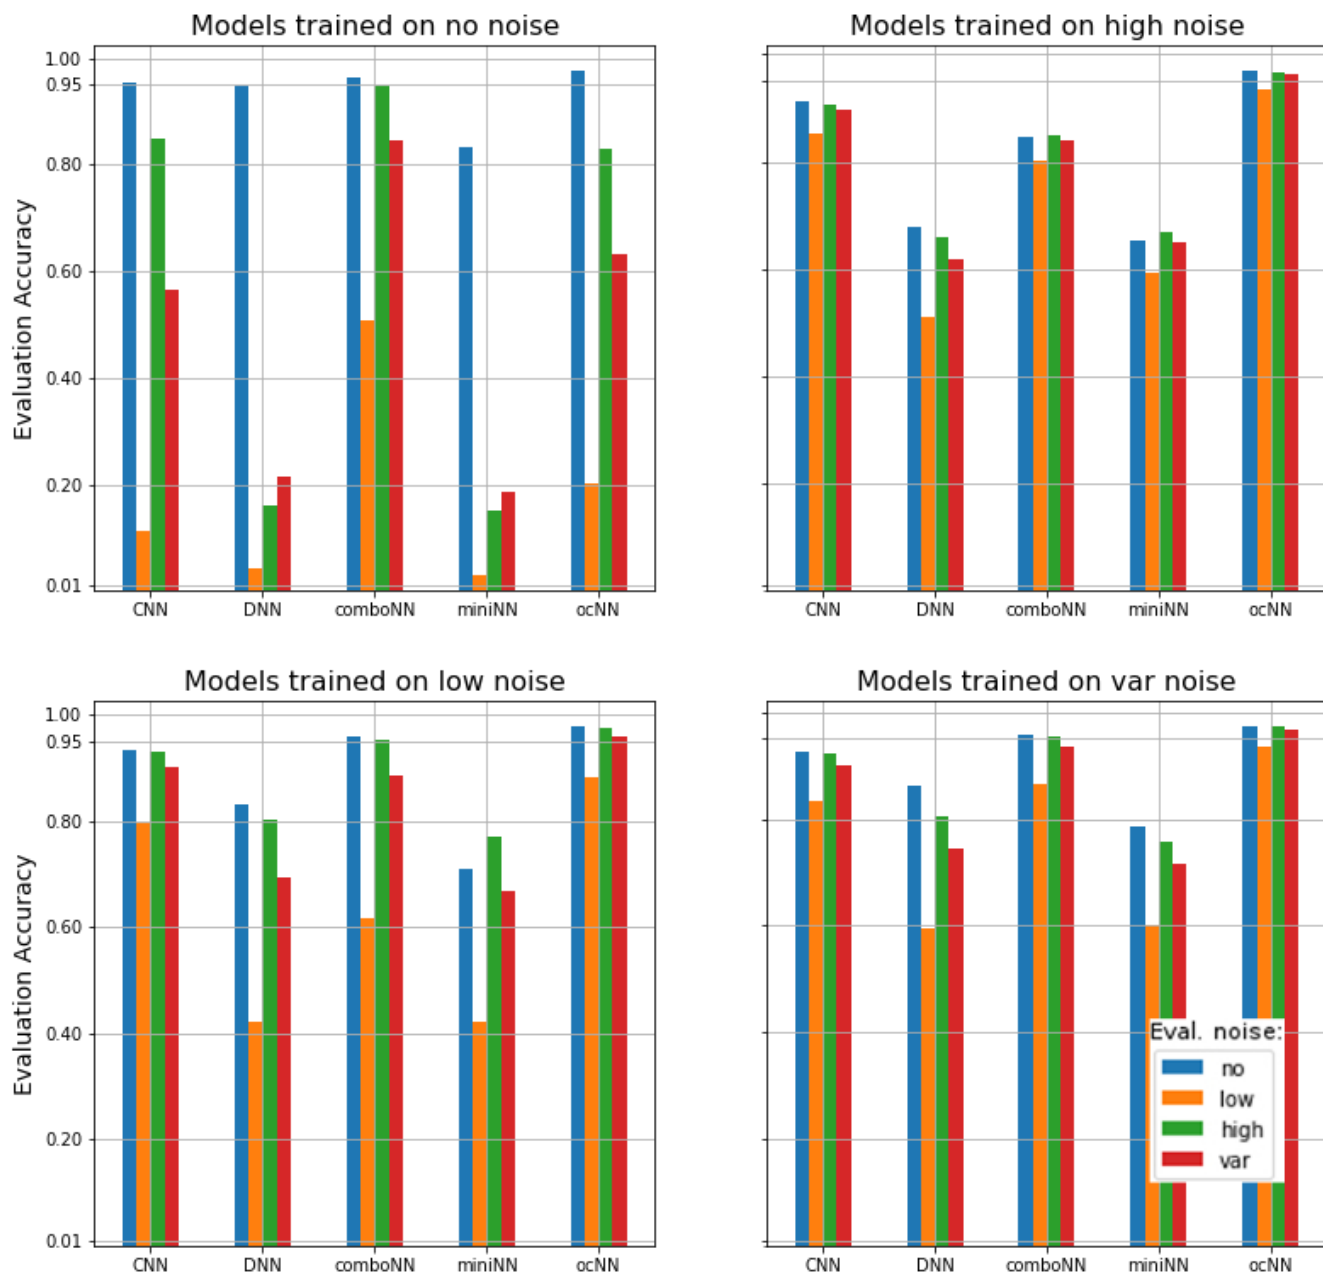 Models trained on no noise
Models trained on high noise
Evaluation Accuracy
1.00
0.95
0.80
0.60
0.40
0.20
0.01
CNN DNN comboNN miniNN ocNN
CNN DNN comboNN miniNN ocNN
Models trained on low noise
Models trained on var noise
Evaluation Accuracy
1.00
0.95
0.80
0.60
0.40
0.20
0.01
CNN DNN comboNN miniNN ocNN
CNN DNN comboNN miniNN ocNN
Eval. noise:
no
low
high
var